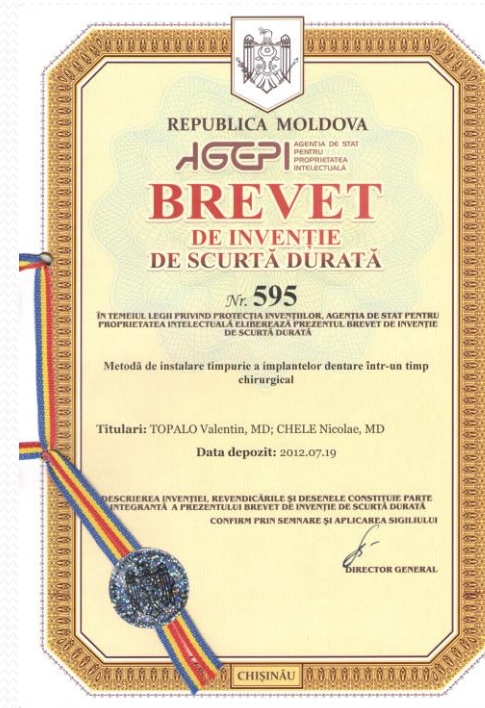 REPUBLICA MOLDOVA
AGEPI
AGENȚIA DE STAT
PENTRU
PROPRIETATEA
INTELECTUALĂ
BREVET
DE INVENȚIE
DE SCURTĂ DURATĂ
Nr. 595
ÎN TEMEIUL LEGII PRIVIND PROTECȚIA INVENȚIILOR, AGENȚIA DE STAT PENTRU
PROPRIETATEA INTELECTUALĂ ELIBEREAZĂ PREZENTUL BREVET DE INVENȚIE
DE SCURTĂ DURATĂ
Metodă de instalare timpurie a implantelor dentare într-un timp
chirurgical
Titulari: TOPALO Valentin, MD; CHELE Nicolae, MD
Data depozit: 2012.07.19
DESCRIEREA INVENȚIEI, REVENDICĂRILE ȘI DESENELE CONSTITUIE PARTE
INTEGRANTĂ A PREZENTULUI BREVET DE INVENȚIE DE SCURTĂ DURATĂ
CONFIRM PRIN SEMNARE ȘI APLICAREA SIGILIULUI
DIRECTOR GENERAL
CHIȘINĂU